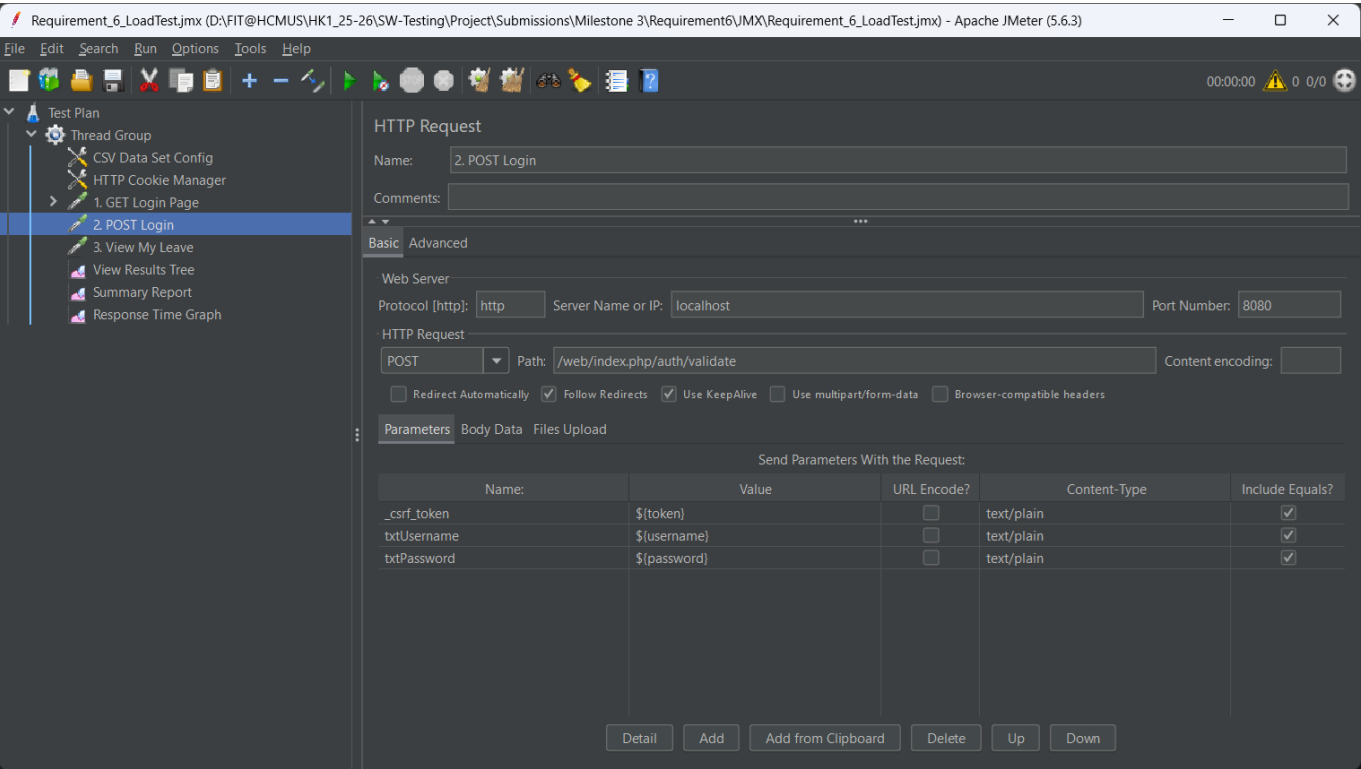 Requirement_6_LoadTest.jmx (D:\FIT@HCMUS\HK1_25-26\SW-Testing\Project\Submissions\Milestone 3\Requirement6\JMX\Requirement_6_LoadTest.jmx) - Apache JMeter (5.6.3)
File Edit Search Run Options Tools Help
00:00:00 0 0/0
Test Plan
Thread Group
CSV Data Set Config
HTTP Cookie Manager
1. GET Login Page
2. POST Login
3. View My Leave
View Results Tree
Summary Report
Response Time Graph
HTTP Request
Name: 2. POST Login
Comments:
Basic Advanced
Web Server
Protocol [http]: http Server Name or IP: localhost Port Number: 8080
HTTP Request
POST Path: /web/index.php/auth/validate Content encoding:
Redirect Automatically Follow Redirects Use KeepAlive Use multipart/form-data Browser-compatible headers
Parameters Body Data Files Upload
Send Parameters With the Request:
Name: Value URL Encode? Content-Type Include Equals?
_csrf_token ${token} text/plain
txtUsername ${username} text/plain
txtPassword ${password} text/plain
Detail Add Add from Clipboard Delete Up Down